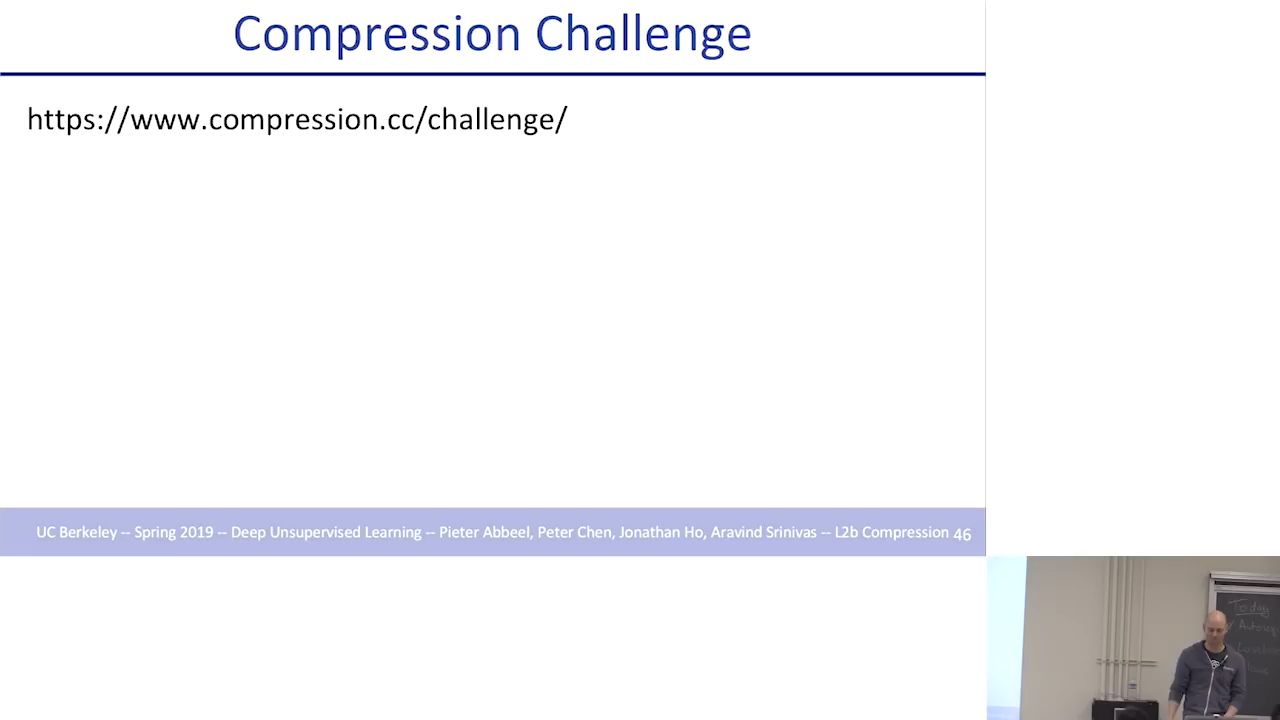 Compression Challenge
https://www.compression.cc/challenge/
UC Berkeley -- Spring 2019 -- Deep Unsupervised Learning -- Pieter Abbeel, Peter Chen, Jonathan Ho, Aravind Srinivas -- L2b Compression 46
Today